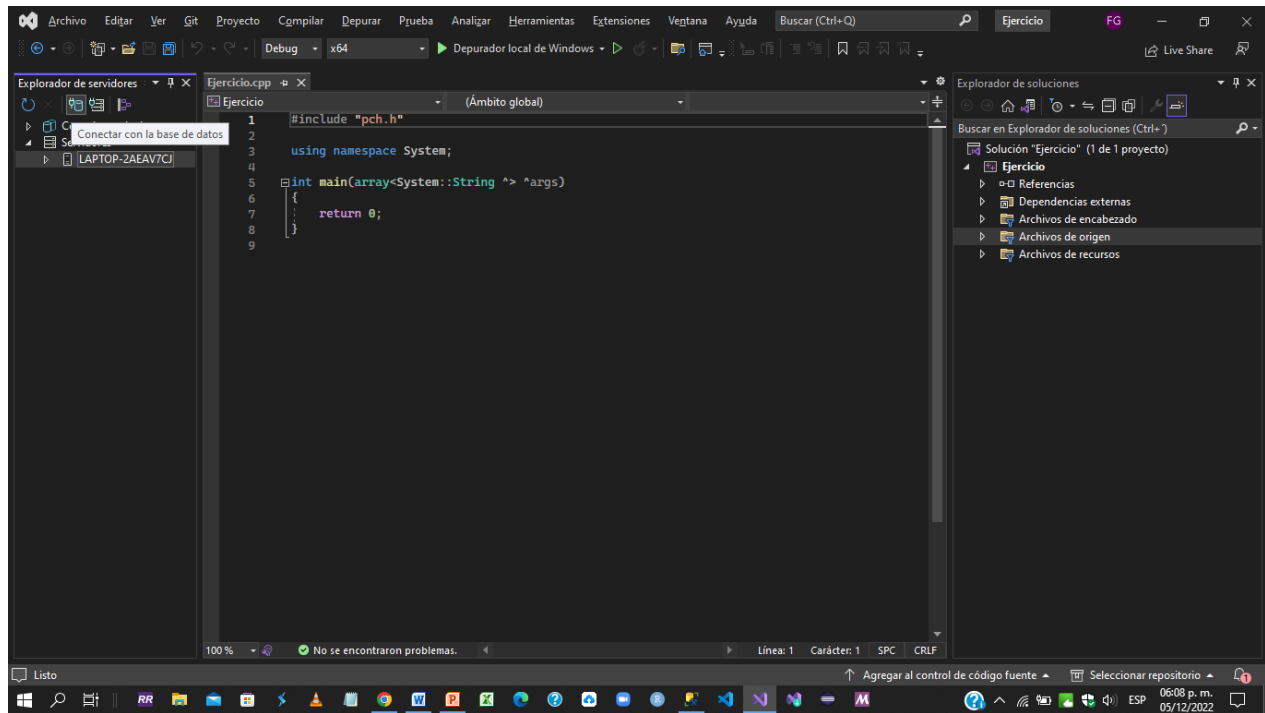 Archivo Editar Ver Git Proyecto Compilar Depurar Prueba Analizar Herramientas Extensiones Ventana Ayuda Buscar (Ctrl+Q) Ejercicio FG
Debug x64 Depurador local de Windows Live Share
Explorador de servidores
Conectar con la base de datos
LAPTOP-2AEAV7CJ
Ejercicio.cpp
Ejercicio (Ámbito global)
1 #include "pch.h"
2
3 using namespace System;
4
5 int main(array<System::String ^> ^args)
6 {
7 return 0;
8 }
9
100 % No se encontraron problemas. Línea: 1 Carácter: 1 SPC CRLF
Explorador de soluciones
Buscar en Explorador de soluciones (Ctrl+´)
Solución "Ejercicio" (1 de 1 proyecto)
Ejercicio
Referencias
Dependencias externas
Archivos de encabezado
Archivos de origen
Archivos de recursos
Listo Agregar al control de código fuente Seleccionar repositorio 1
RR ESP 06:08 p. m.
05/12/2022